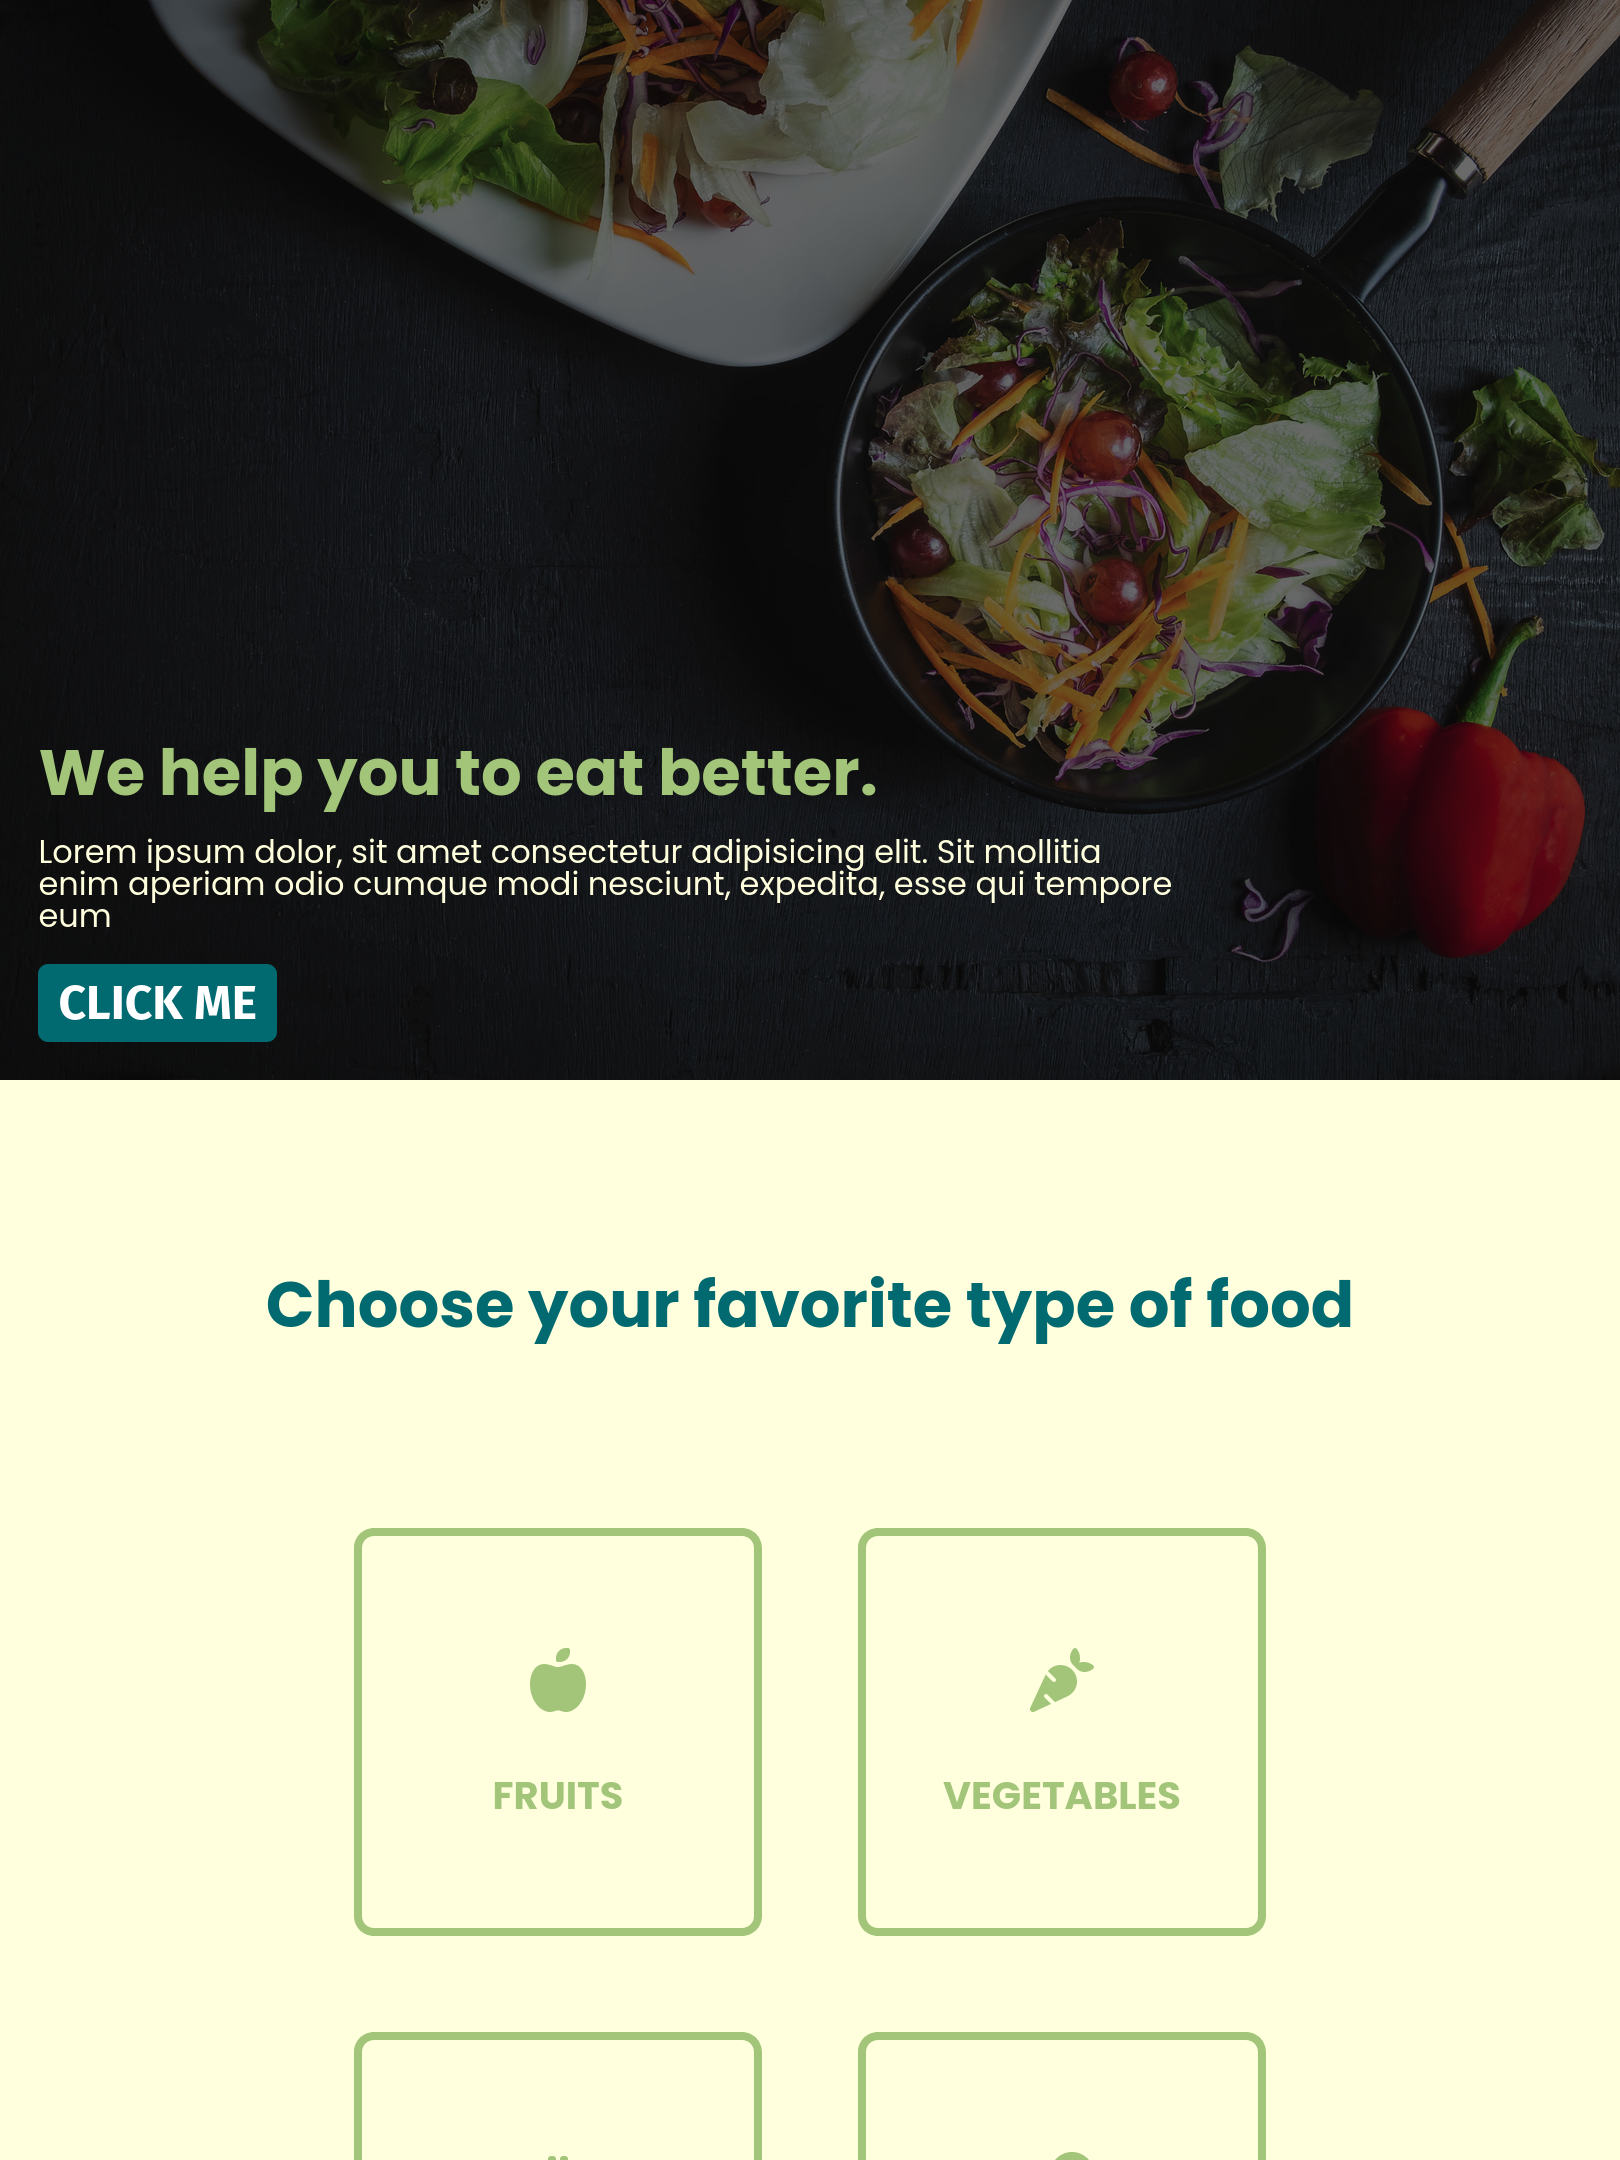 We help you to eat better.
Lorem ipsum dolor, sit amet consectetur adipisicing elit. Sit mollitia
enim aperiam odio cumque modi nesciunt, expedita, esse qui tempore
eum
CLICK ME
Choose your favorite type of food
FRUITS
VEGETABLES